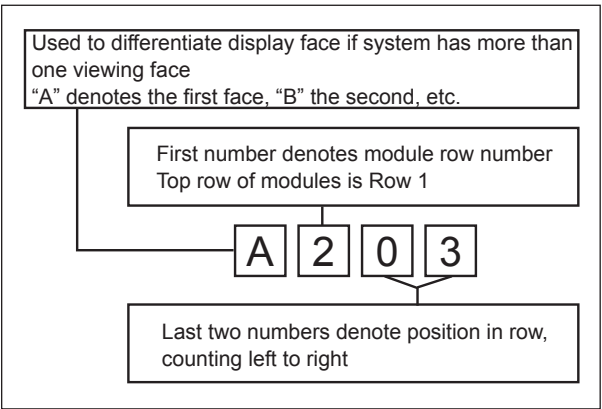 Used to differentiate display face if system has more than
one viewing face
“A” denotes the first face, “B” the second, etc.
First number denotes module row number
Top row of modules is Row 1
A 2 0 3
Last two numbers denote position in row,
counting left to right